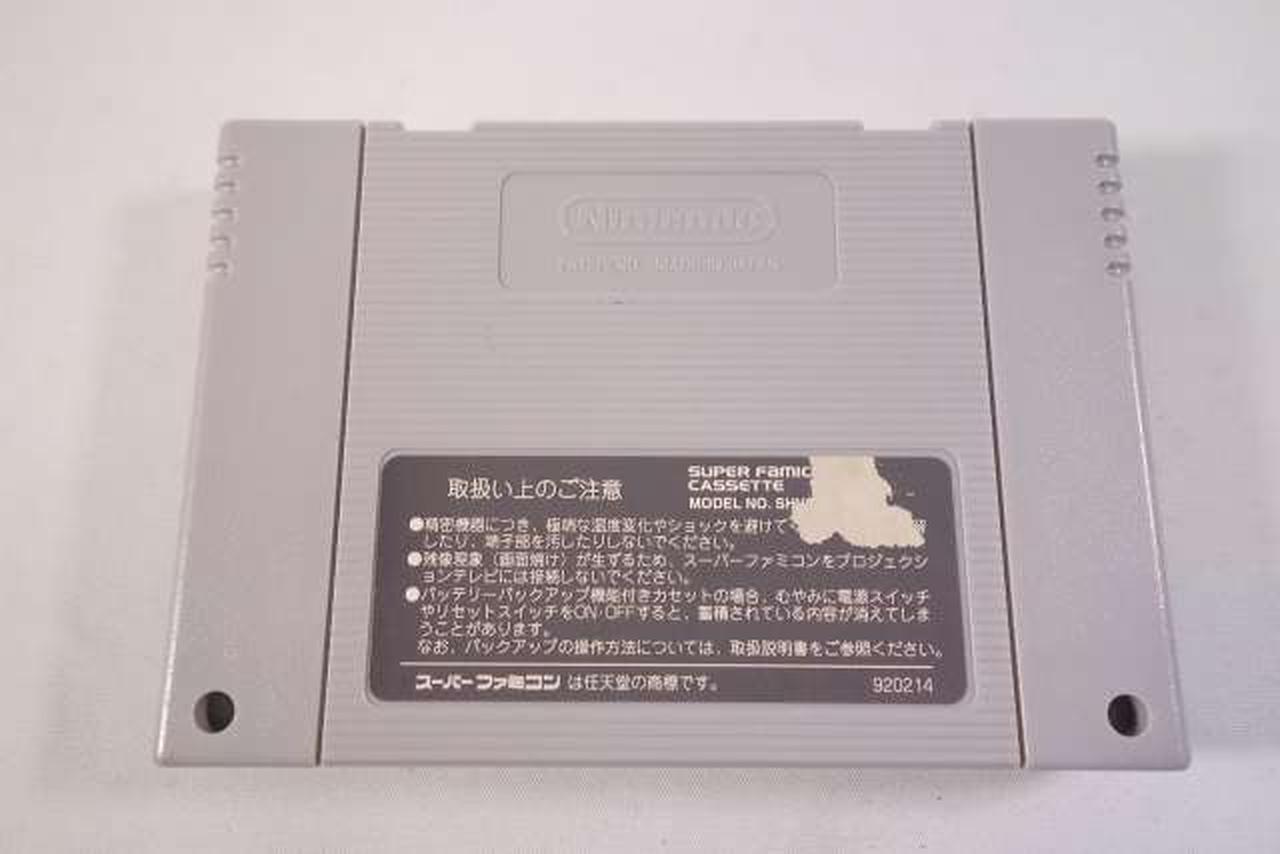 Nintendo
MADE IN JAPAN
取扱い上のご注意
SUPER FAMIC
CASSETTE
MODEL NO. SHV
●精密機器につき、極端な温度変化やショックを避けて
したり、端子部を汚したりしないでください。
●残像現象（画面焼け）が生ずるため、スーパーファミコンをプロジェクシ
ョンテレビには接続しないでください。
●バッテリーバックアップ機能付きカセットの場合、むやみに電源スイッチ
やリセットスイッチをON・OFFすると、蓄積されている内容が消えてしま
うことがあります。
なお、バックアップの操作方法については、取扱説明書をご参照ください。
スーパーファミコンは任天堂の商標です。
920214